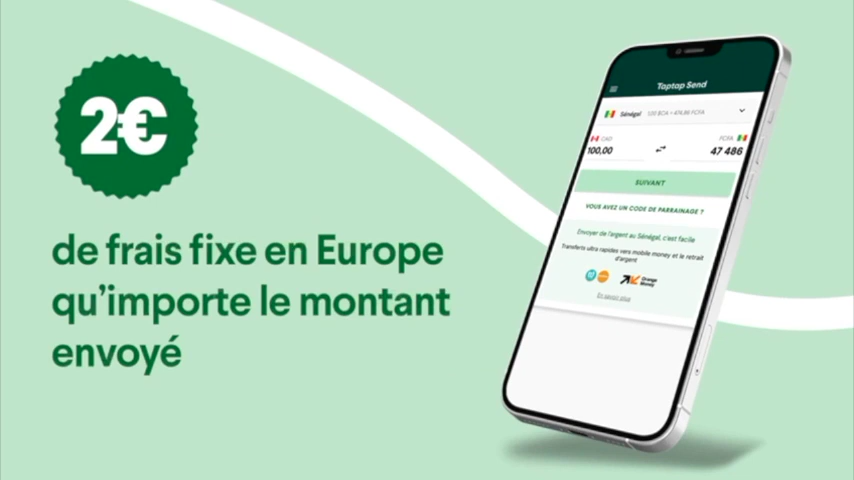 2€
de frais fixe en Europe
qu'importe le montant
envoyé
Taptap Send
Sénégal
CAD
FCFA
100,00
47 486
SUIVANT
VOUS AVEZ UN CODE DE PARRAINAGE ?
Envoyer de l'argent au Sénégal, c'est facile
Transferts ultra rapides vers mobile money et le retrait
d'argent
Orange
Money
En savoir plus